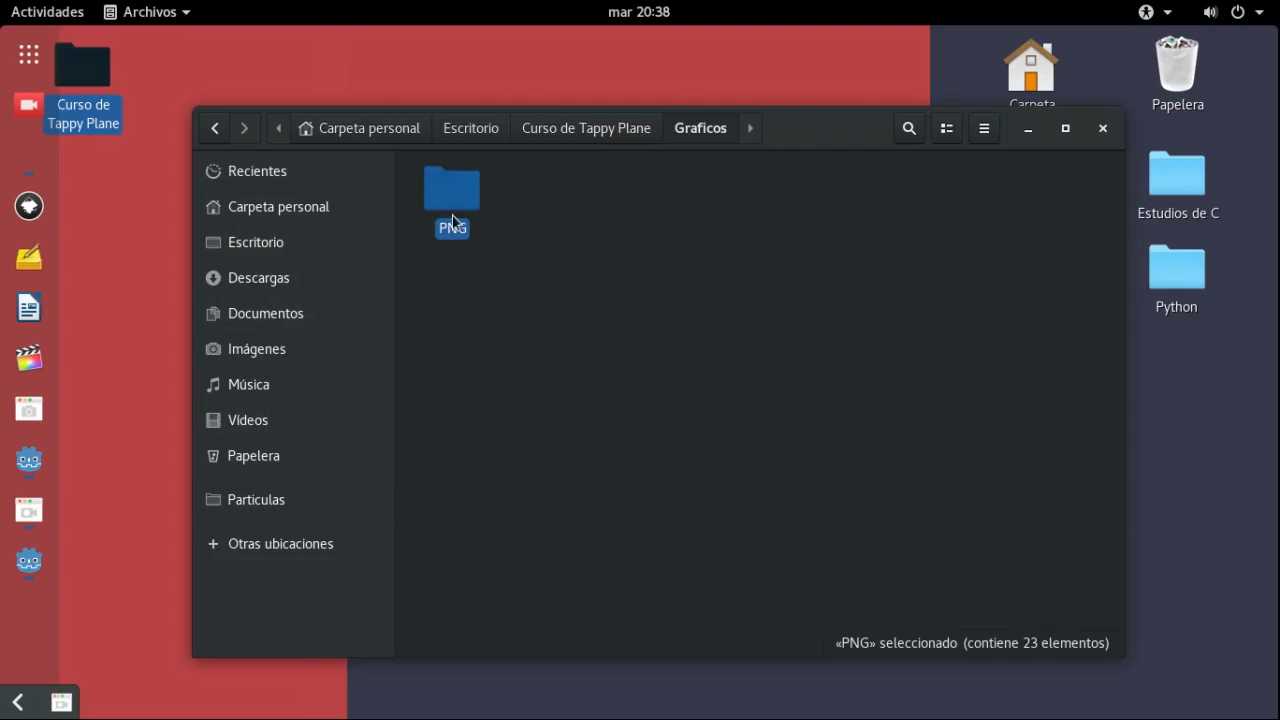 Actividades
Archivos
mar 20:38
Curso de
Tappy Plane
Carpeta
Papelera
Estudios de C
Python
Carpeta personal
Escritorio
Curso de Tappy Plane
Graficos
Recientes
Carpeta personal
Escritorio
Descargas
Documentos
Imágenes
Música
Vídeos
Papelera
Particulas
Otras ubicaciones
PNG
«PNG» seleccionado (contiene 23 elementos)